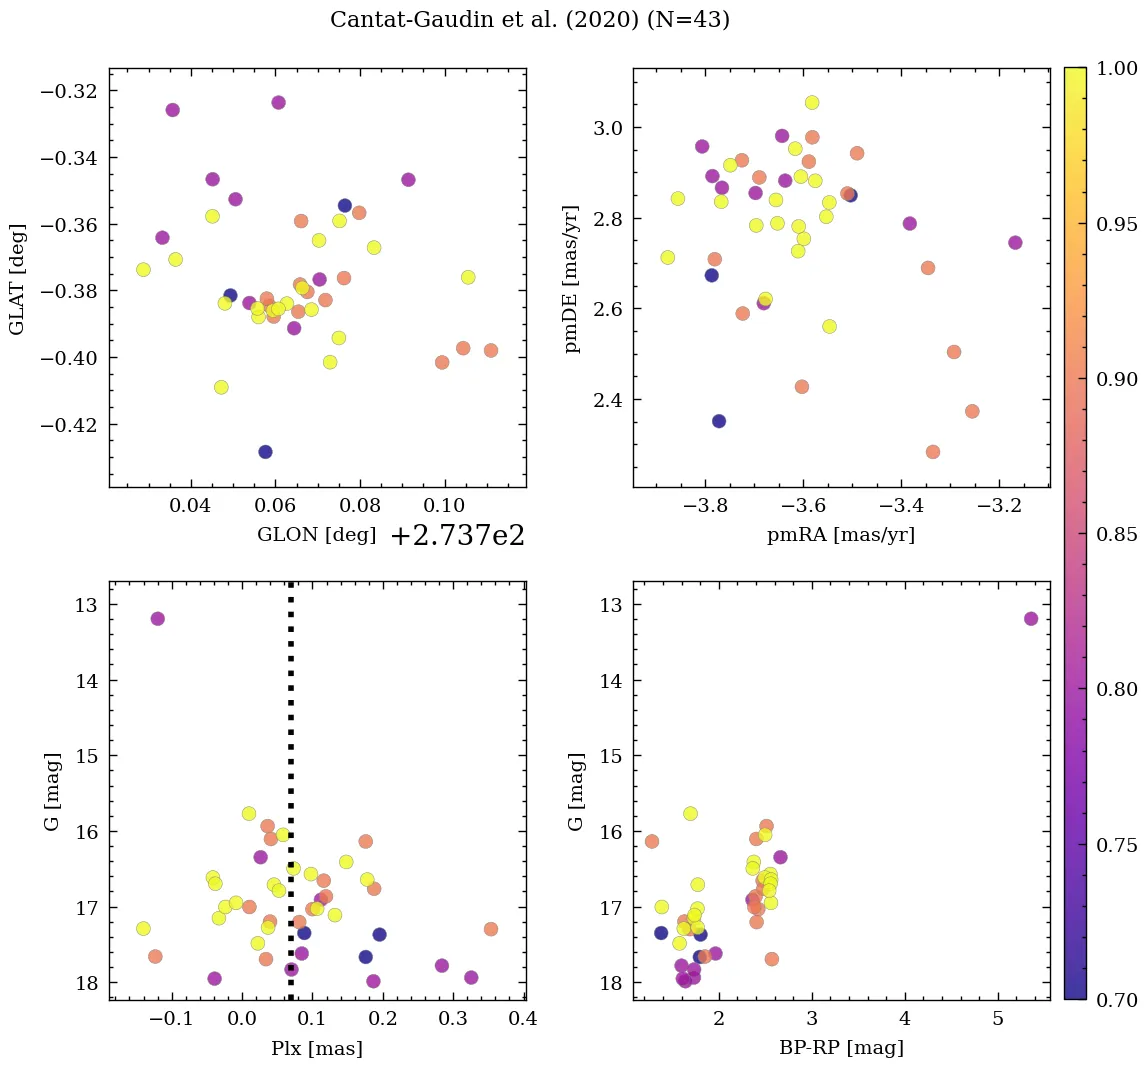 Cantat-Gaudin et al. (2020) (N=43)
−0.32
−0.34
−0.36
−0.38
−0.40
−0.42
GLAT [deg]
0.04 0.06 0.08 0.10
GLON [deg] +2.737e2
3.0
2.8
2.6
2.4
pmDE [mas/yr]
−3.8 −3.6 −3.4 −3.2
pmRA [mas/yr]
13
14
15
16
17
18
G [mag]
−0.1 0.0 0.1 0.2 0.3 0.4
Plx [mas]
13
14
15
16
17
18
G [mag]
2 3 4 5
BP-RP [mag]
1.00
0.95
0.90
0.85
0.80
0.75
0.70